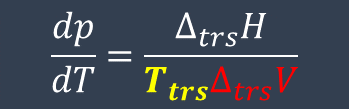 dp/dT = Δ_trs H / T_trs Δ_trs V